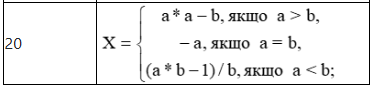 20
X =
a * a – b, якщо a > b,
– a, якщо a = b,
(a * b – 1) / b, якщо a < b;